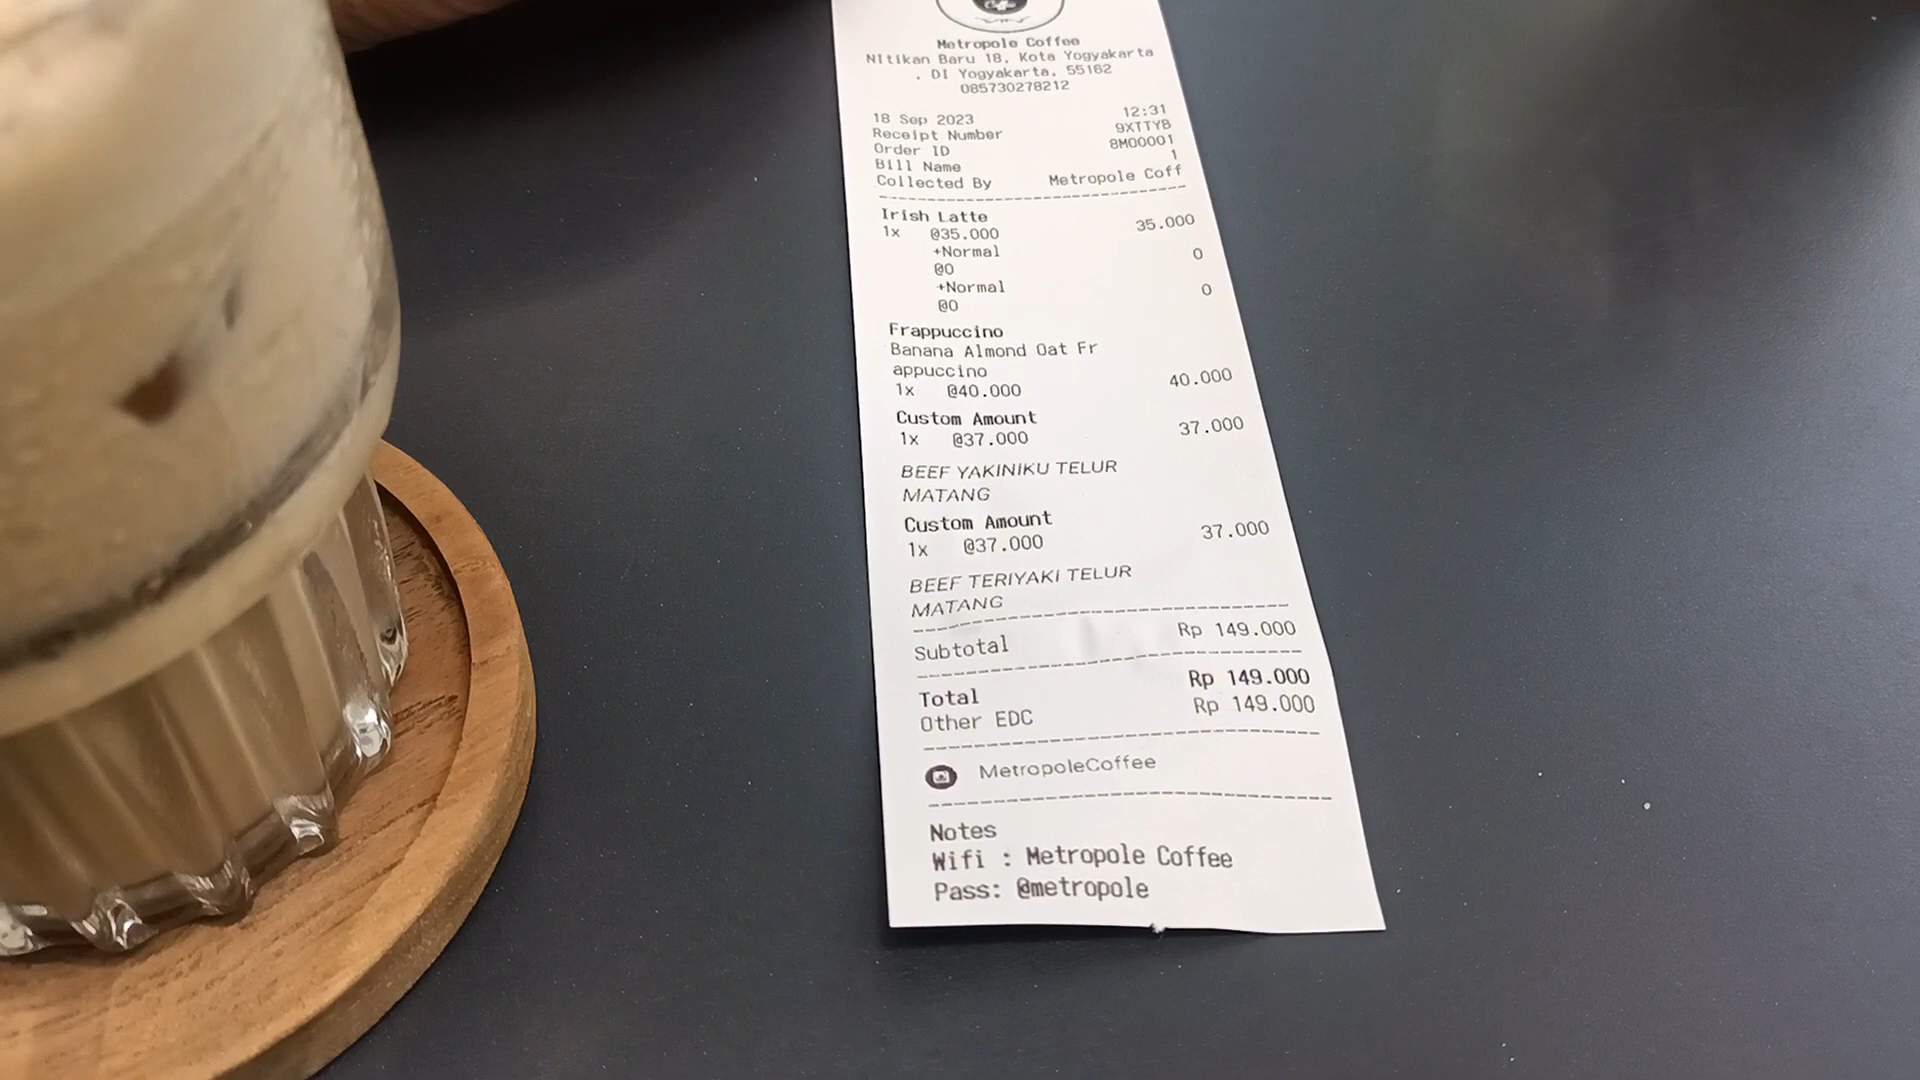 Coffee
Metropole Coffee
Nitikan Baru 18, Kota Yogyakarta
, DI Yogyakarta, 55162
085730278212
18 Sep 2023 12:31
Receipt Number 9XTTYB
Order ID 8MO0001
Bill Name 1
Collected By Metropole Coff
Irish Latte
1x @35.000 35.000
+Normal 0
@0
+Normal 0
@0
Frappuccino
Banana Almond Oat Fr
appuccino
1x @40.000 40.000
Custom Amount
1x @37.000 37.000
BEEF YAKINIKU TELUR
MATANG
Custom Amount
1x @37.000 37.000
BEEF TERIYAKI TELUR
MATANG
Subtotal Rp 149.000
Total Rp 149.000
Other EDC Rp 149.000
MetropoleCoffee
Notes
Wifi : Metropole Coffee
Pass: @metropole